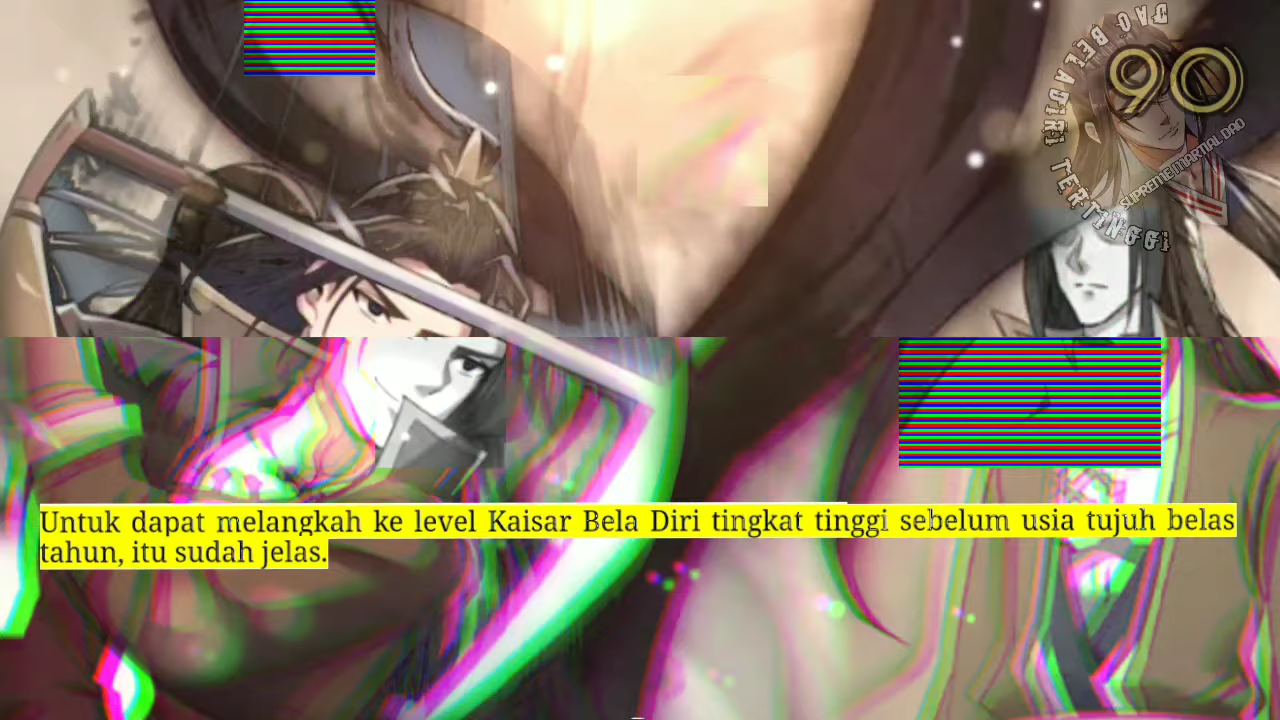 DAO BELADIRI TERTINGGI
90
SUPREME MARTIAL DAO
Untuk dapat melangkah ke level Kaisar Bela Diri tingkat tinggi sebelum usia tujuh belas
tahun, itu sudah jelas.